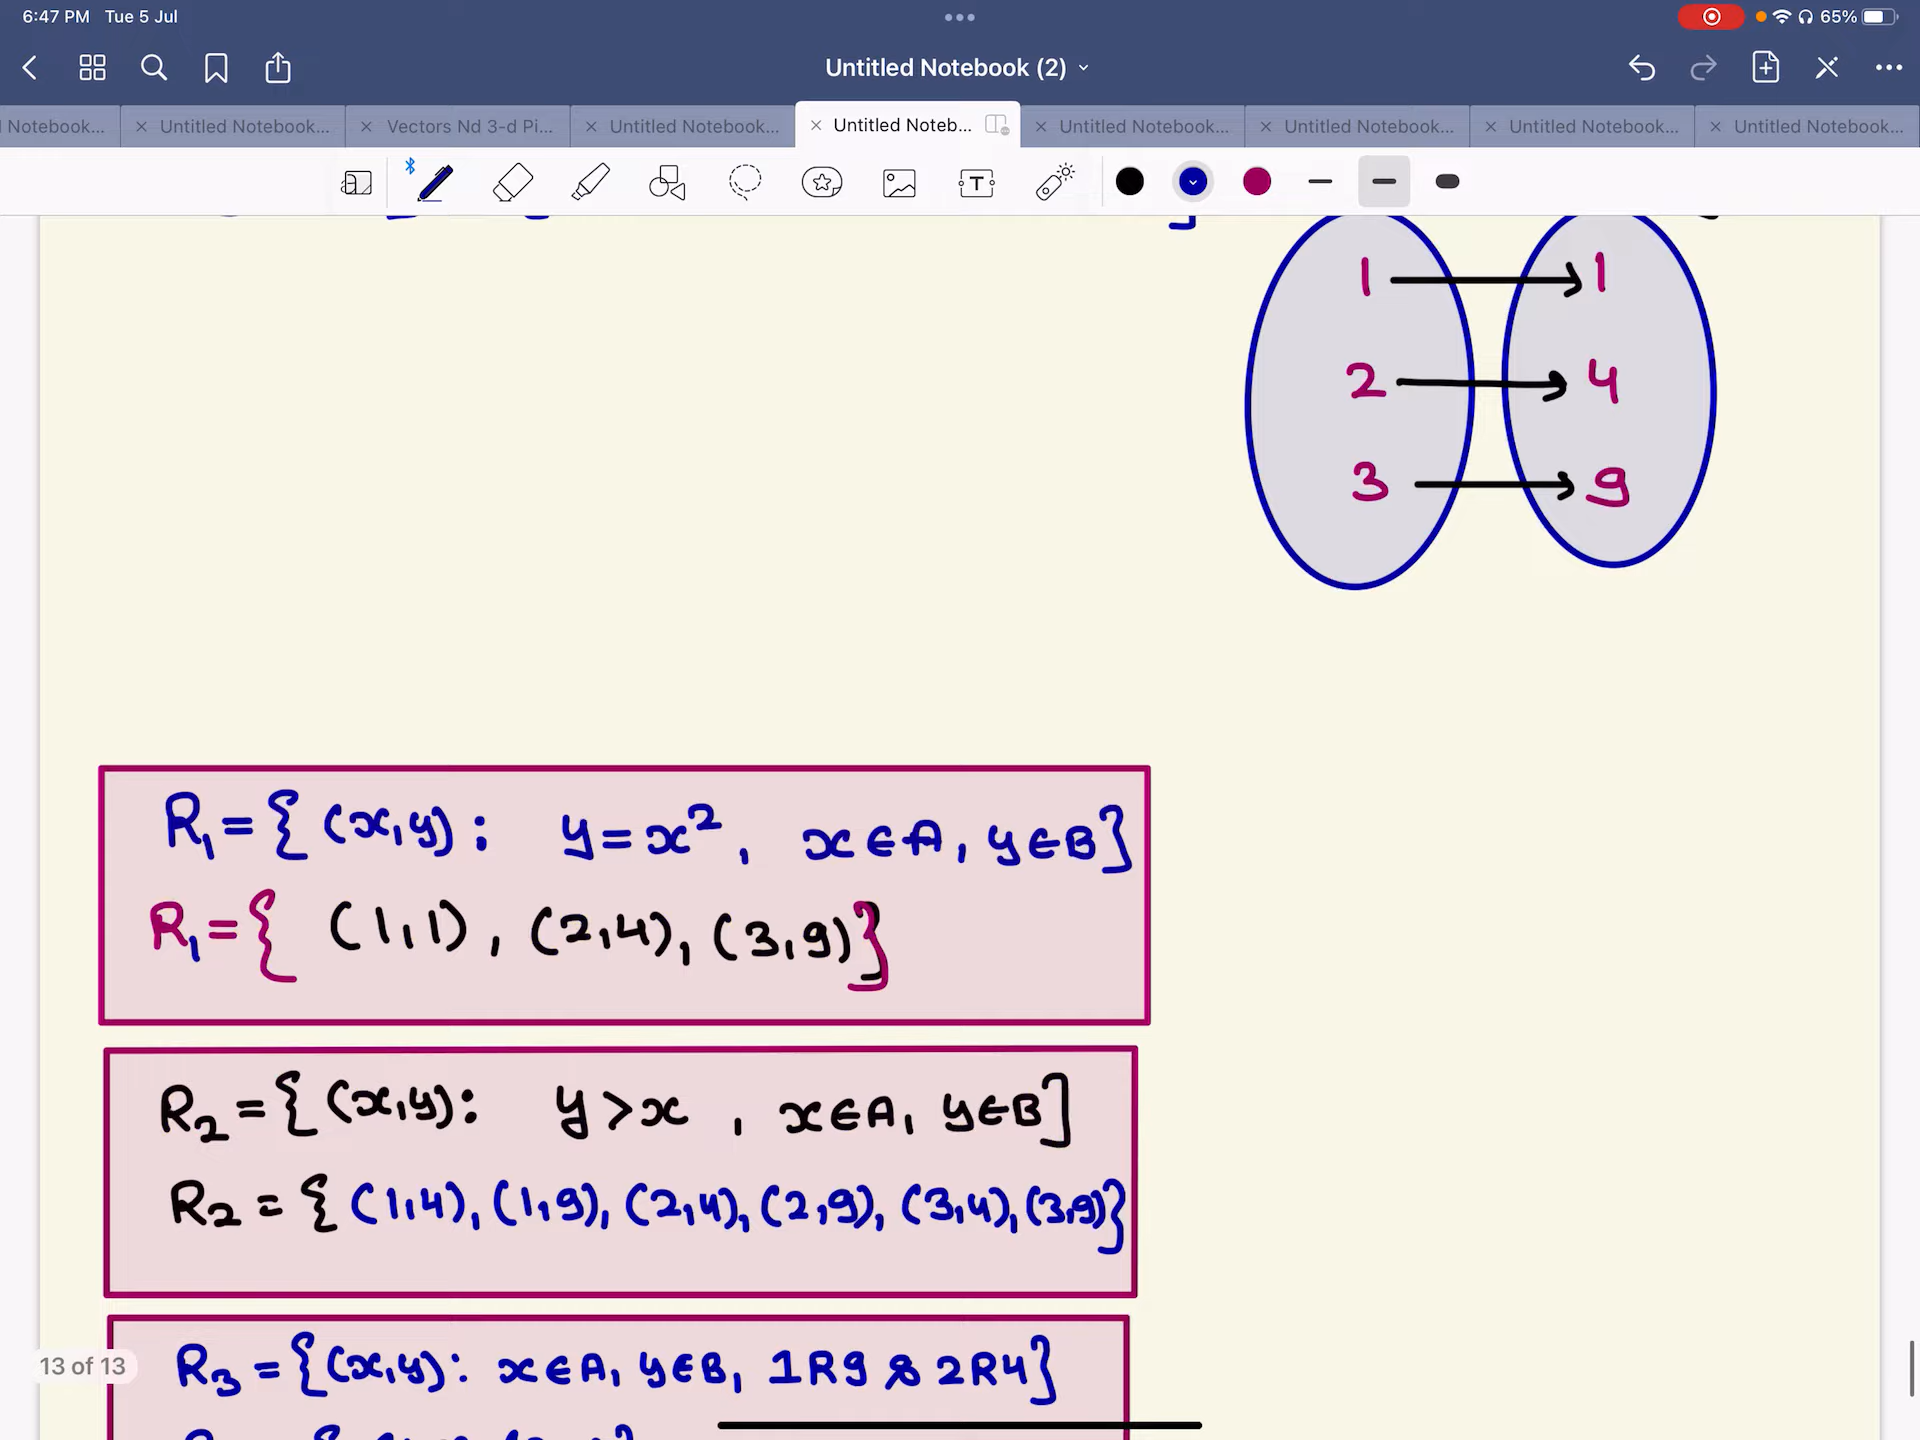 6:47 PM Tue 5 Jul
65%
Untitled Notebook (2)
l Notebook...
Untitled Notebook...
Vectors Nd 3-d Pi...
Untitled Notebook...
Untitled Noteb...
Untitled Notebook...
Untitled Notebook...
Untitled Notebook...
Untitled Notebook...
T
1 → 1
2 → 4
3 → 9
R₁ = { (x,y) : y = x² , x ∈ A, y ∈ B }
R₁ = { (1,1) , (2,4), (3,9) }
R₂ = { (x,y) : y > x , x ∈ A, y ∈ B ]
R₂ = { (1,4), (1,9), (2,4), (2,9), (3,4), (3,9) }
R₃ = { (x,y) : x ∈ A, y ∈ B, 1R9 & 2R4 }
13 of 13